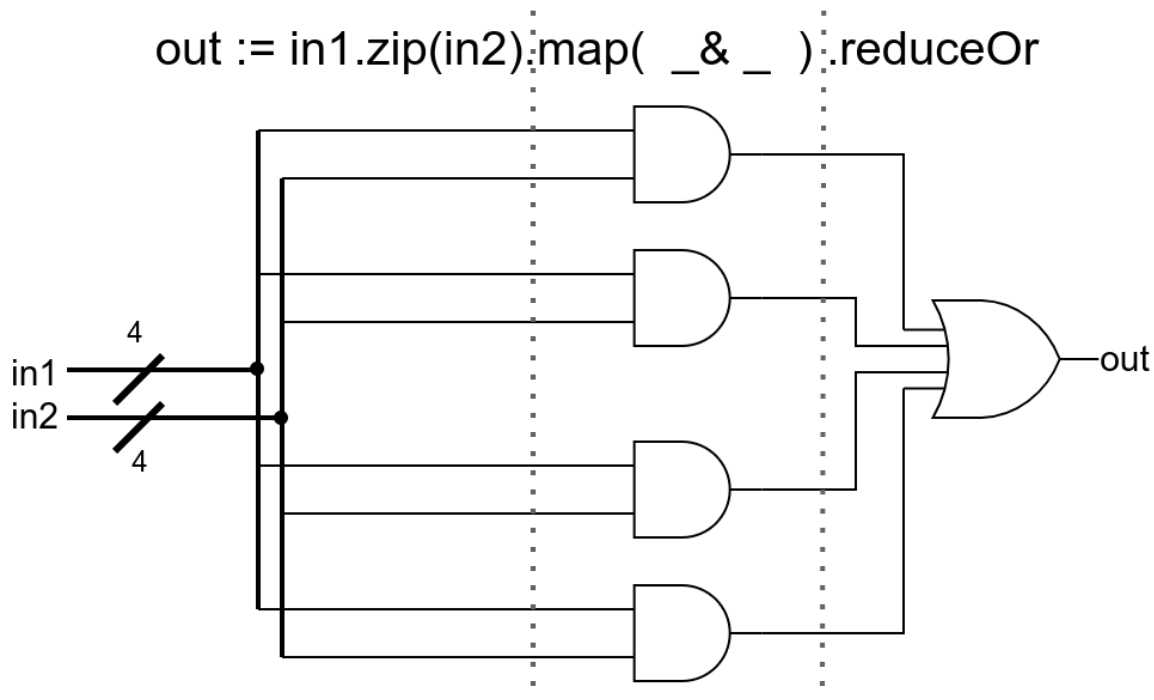 out := in1.zip(in2).map( _& _ ) .reduceOr
4
in1
in2
4
out